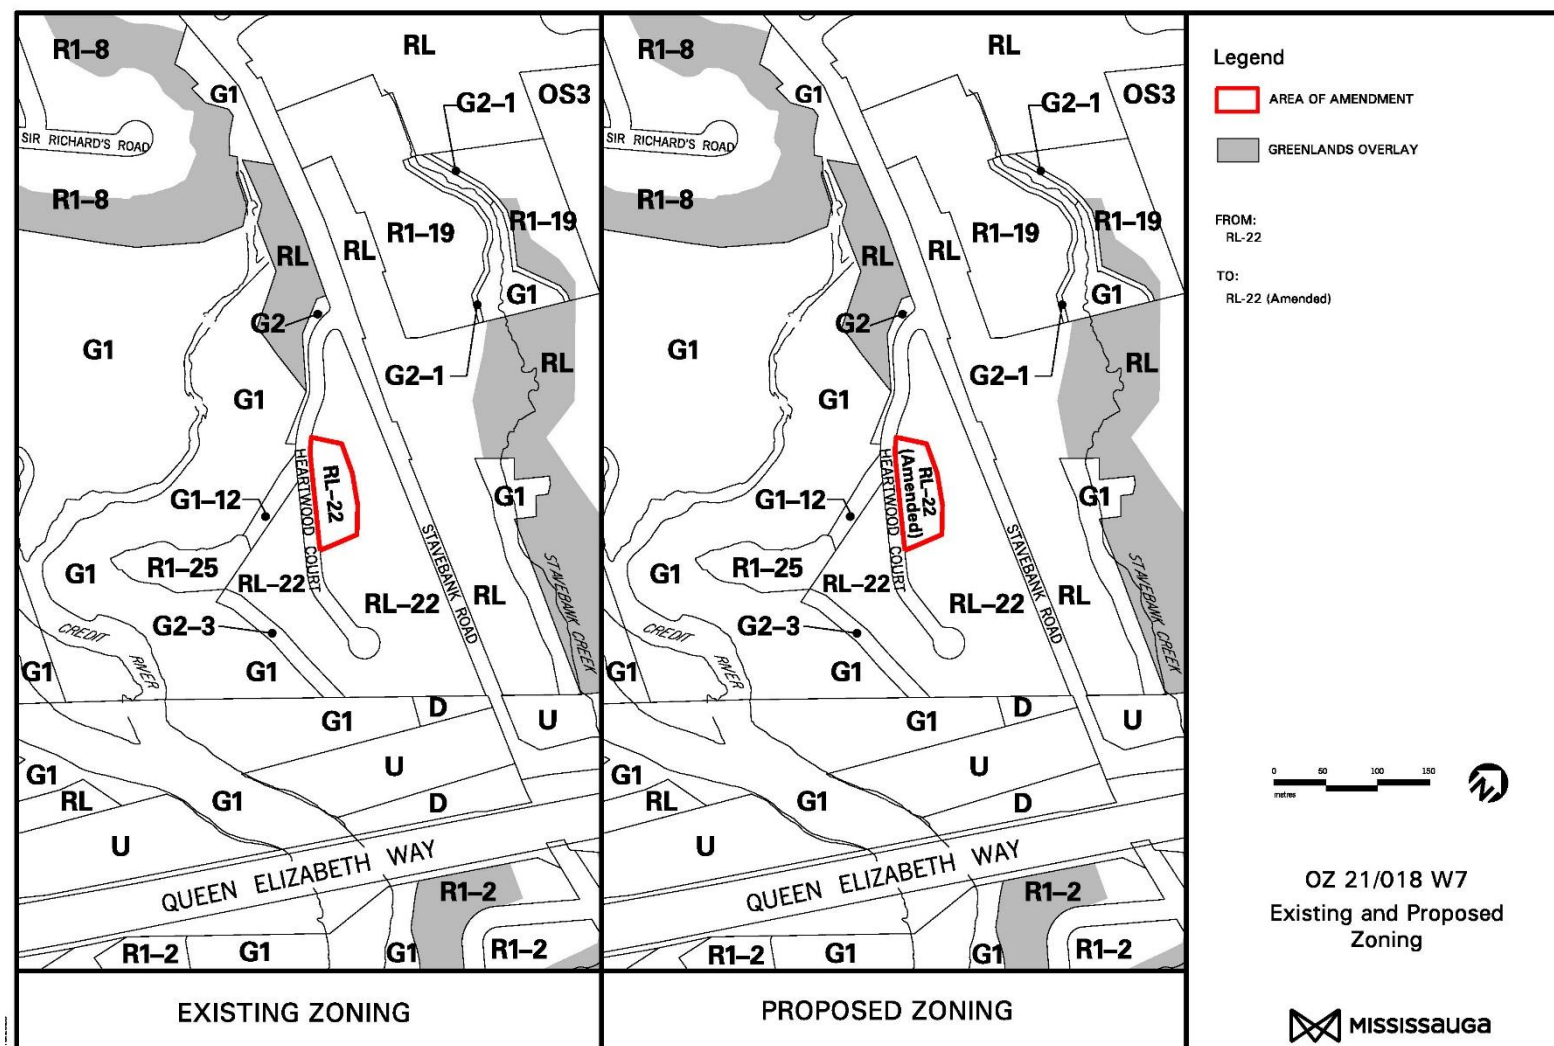 RL
R1–8
G1
OS3
G2–1
SIR RICHARD'S ROAD
R1–8
R1–19
R1–19
RL
RL
G1
G2
G1
RL
G2–1
G1
RL–22
HEARTWOOD COURT
G1–12
G1
STAVEBANK ROAD
R1–25
G1
RL–22
RL–22
RL
STAVEBANK CREEK
G2–3
CREDIT RIVER
G1
G1
G1
D
U
U
G1
RL
G1
D
U
QUEEN ELIZABETH WAY
R1–2
R1–2
G1
G1
R1–2
EXISTING ZONING
RL
R1–8
G1
OS3
G2–1
SIR RICHARD'S ROAD
R1–8
R1–19
R1–19
RL
RL
G1
G2
G1
RL
G2–1
G1
RL–22
(Amended)
HEARTWOOD COURT
G1–12
G1
STAVEBANK ROAD
R1–25
G1
RL–22
RL–22
RL
STAVEBANK CREEK
G2–3
CREDIT RIVER
G1
G1
G1
D
U
U
G1
RL
G1
D
U
QUEEN ELIZABETH WAY
R1–2
R1–2
G1
G1
R1–2
PROPOSED ZONING
Legend
AREA OF AMENDMENT
GREENLANDS OVERLAY
FROM:
RL-22
TO:
RL-22 (Amended)
0 50 100 150
metres
OZ 21/018 W7
Existing and Proposed
Zoning
MISSISSAUGA